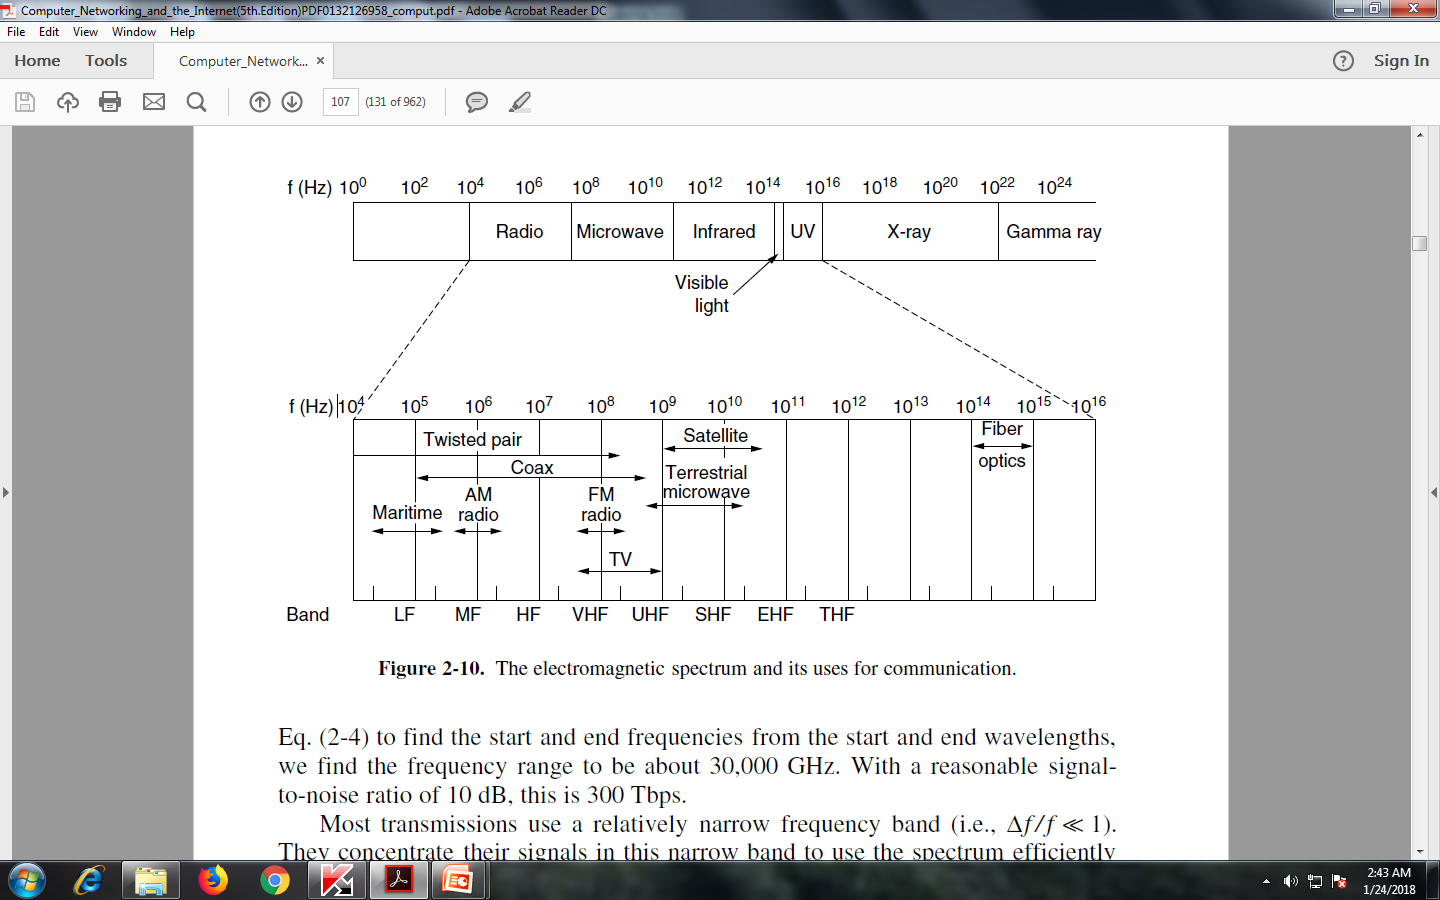 Computer_Networking_and_the_Internet(5th.Edition)PDF0132126958_comput.pdf - Adobe Acrobat Reader DC
File Edit View Window Help
Home Tools Computer_Network... × ? Sign In
107 (131 of 962)
f (Hz) 10⁰ 10² 10⁴ 10⁶ 10⁸ 10¹⁰ 10¹² 10¹⁴ 10¹⁶ 10¹⁸ 10²⁰ 10²² 10²⁴
Radio Microwave Infrared UV X-ray Gamma ray
Visible
light
f (Hz) 10⁴ 10⁵ 10⁶ 10⁷ 10⁸ 10⁹ 10¹⁰ 10¹¹ 10¹² 10¹³ 10¹⁴ 10¹⁵ 10¹⁶
Twisted pair
Coax
Satellite
Fiber
optics
Terrestrial
microwave
Maritime
AM
radio
FM
radio
TV
Band LF MF HF VHF UHF SHF EHF THF
Figure 2-10. The electromagnetic spectrum and its uses for communication.
Eq. (2-4) to find the start and end frequencies from the start and end wavelengths,
we find the frequency range to be about 30,000 GHz. With a reasonable signal-
to-noise ratio of 10 dB, this is 300 Tbps.
Most transmissions use a relatively narrow frequency band (i.e., Δf/f ≪ 1).
They concentrate their signals in this narrow band to use the spectrum efficiently
2:43 AM
1/24/2018